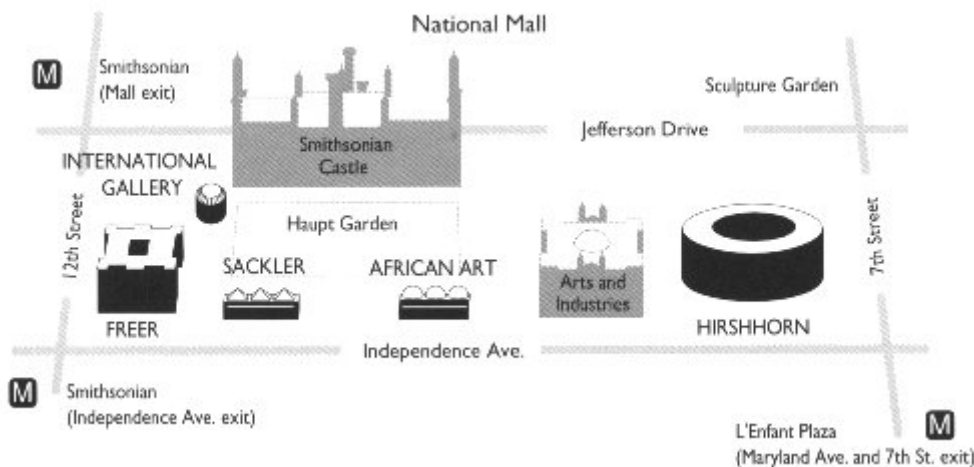 National Mall
M
Smithsonian
(Mall exit)
Sculpture Garden
Jefferson Drive
Smithsonian
Castle
INTERNATIONAL
GALLERY
12th Street
Haupt Garden
7th Street
SACKLER
AFRICAN ART
Arts and
Industries
FREER
HIRSHHORN
Independence Ave.
M
Smithsonian
(Independence Ave. exit)
L'Enfant Plaza
M
(Maryland Ave. and 7th St. exit)